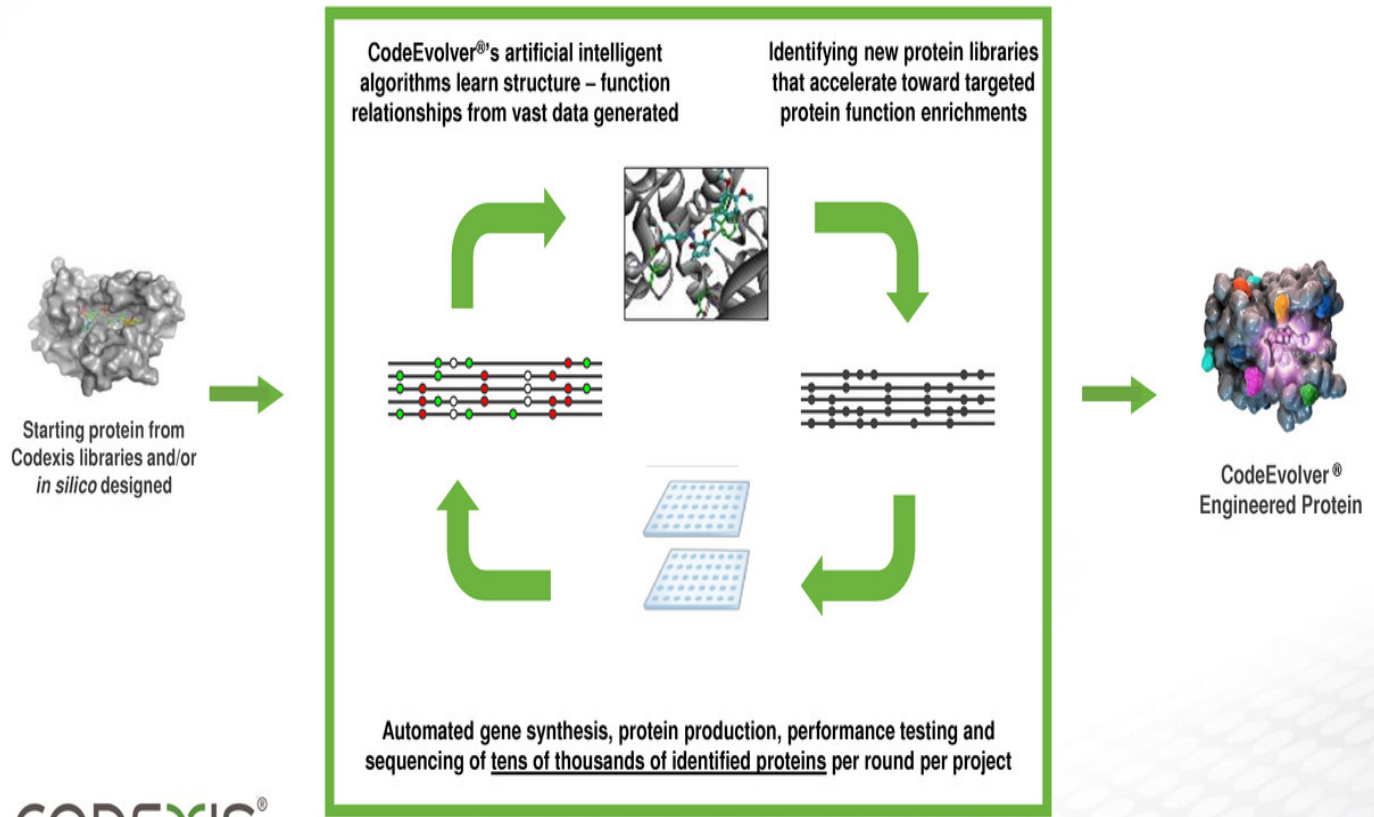 CodeEvolver®'s artificial intelligent
algorithms learn structure – function
relationships from vast data generated
Identifying new protein libraries
that accelerate toward targeted
protein function enrichments
Starting protein from
Codexis libraries and/or
in silico designed
CodeEvolver ®
Engineered Protein
Automated gene synthesis, protein production, performance testing and
sequencing of tens of thousands of identified proteins per round per project
CODEXIS®